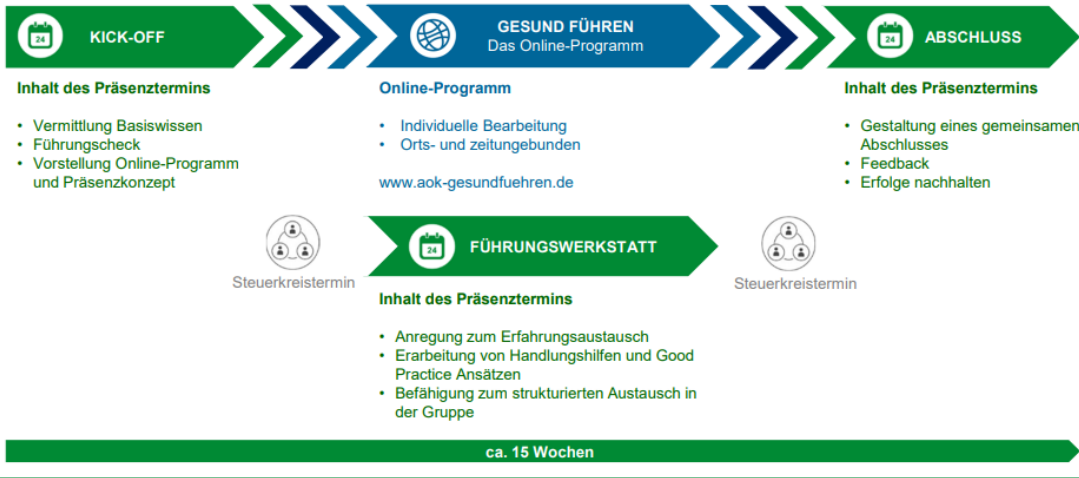 24
KICK-OFF
GESUND FÜHREN
Das Online-Programm
24
ABSCHLUSS
Inhalt des Präsenztermins
• Vermittlung Basiswissen
• Führungscheck
• Vorstellung Online-Programm
und Präsenzkonzept
Online-Programm
• Individuelle Bearbeitung
• Orts- und zeitungebunden
www.aok-gesundfuehren.de
Inhalt des Präsenztermins
• Gestaltung eines gemeinsamen
Abschlusses
• Feedback
• Erfolge nachhalten
Steuerkreistermin
24
FÜHRUNGSWERKSTATT
Steuerkreistermin
Inhalt des Präsenztermins
• Anregung zum Erfahrungsaustausch
• Erarbeitung von Handlungshilfen und Good
Practice Ansätzen
• Befähigung zum strukturierten Austausch in
der Gruppe
ca. 15 Wochen